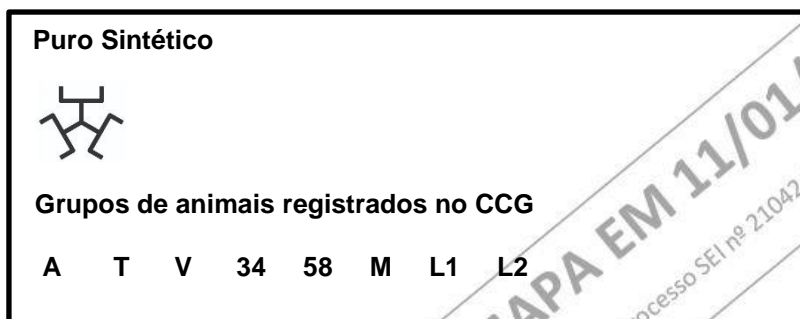 Puro Sintético
Grupos de animais registrados no CCG
A T V 34 58 M L1 L2
MAPA EM 11/01/
Processo SEI nº 21042